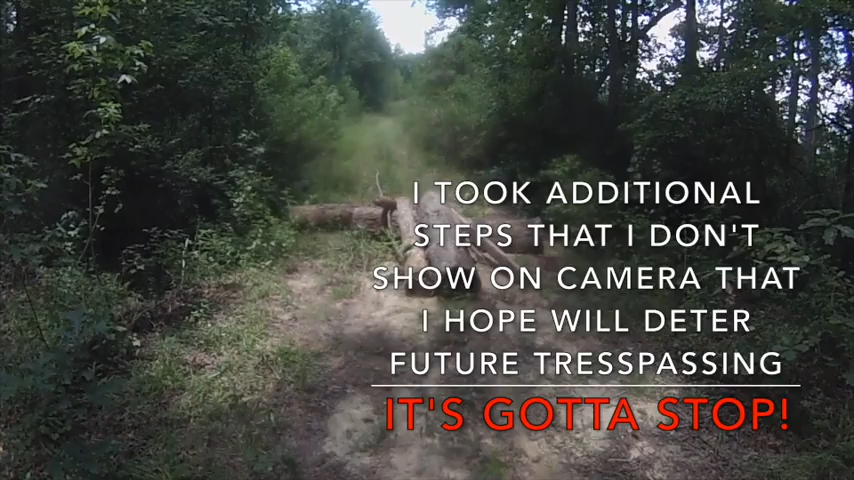 I TOOK ADDITIONAL
STEPS THAT I DON'T
SHOW ON CAMERA THAT
I HOPE WILL DETER
FUTURE TRESSPASSING
IT'S GOTTA STOP!